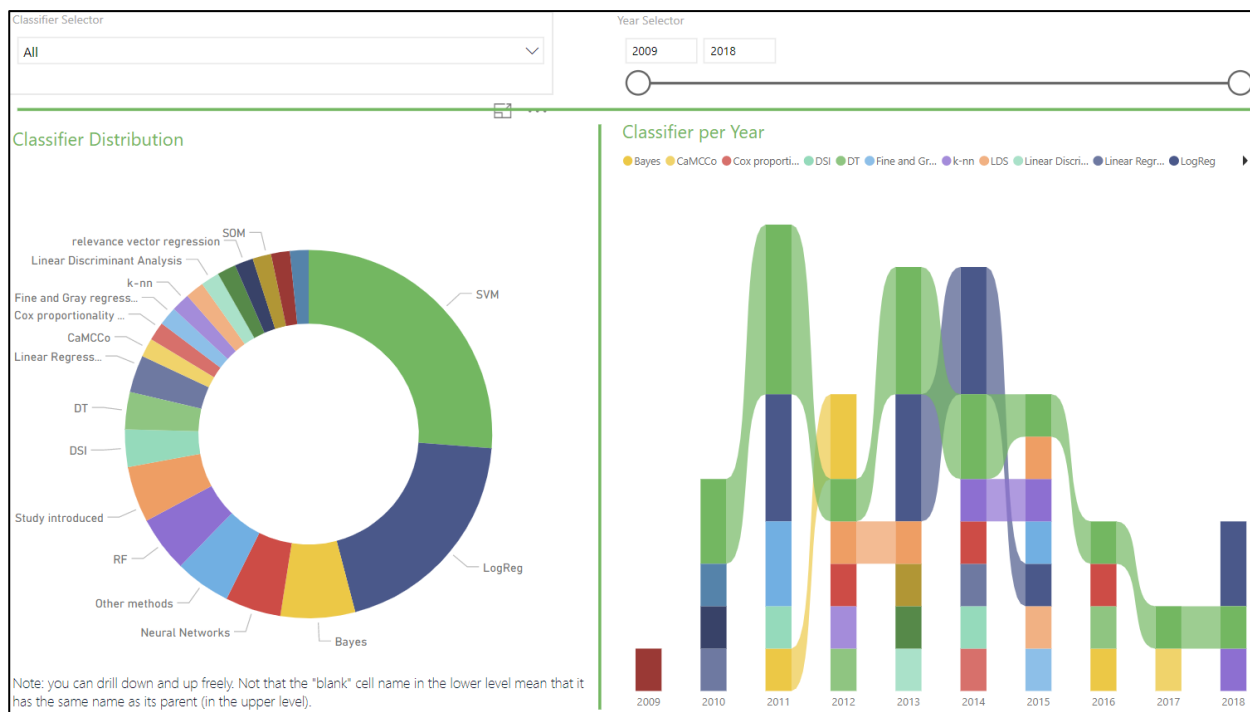 Classifier Selector
All
Year Selector
2009 2018
Classifier Distribution
SOM
relevance vector regression
Linear Discriminant Analysis
k-nn
Fine and Gray regress...
Cox proportionality ...
CaMCCo
Linear Regress...
DT
DSI
Study introduced
RF
Other methods
Neural Networks
Bayes
LogReg
SVM
Note: you can drill down and up freely. Not that the "blank" cell name in the lower level mean that it
has the same name as its parent (in the upper level).
Classifier per Year
Bayes CaMCCo Cox proporti... DSI DT Fine and Gr... k-nn LDS Linear Discri... Linear Regr... LogReg
2009 2010 2011 2012 2013 2014 2015 2016 2017 2018